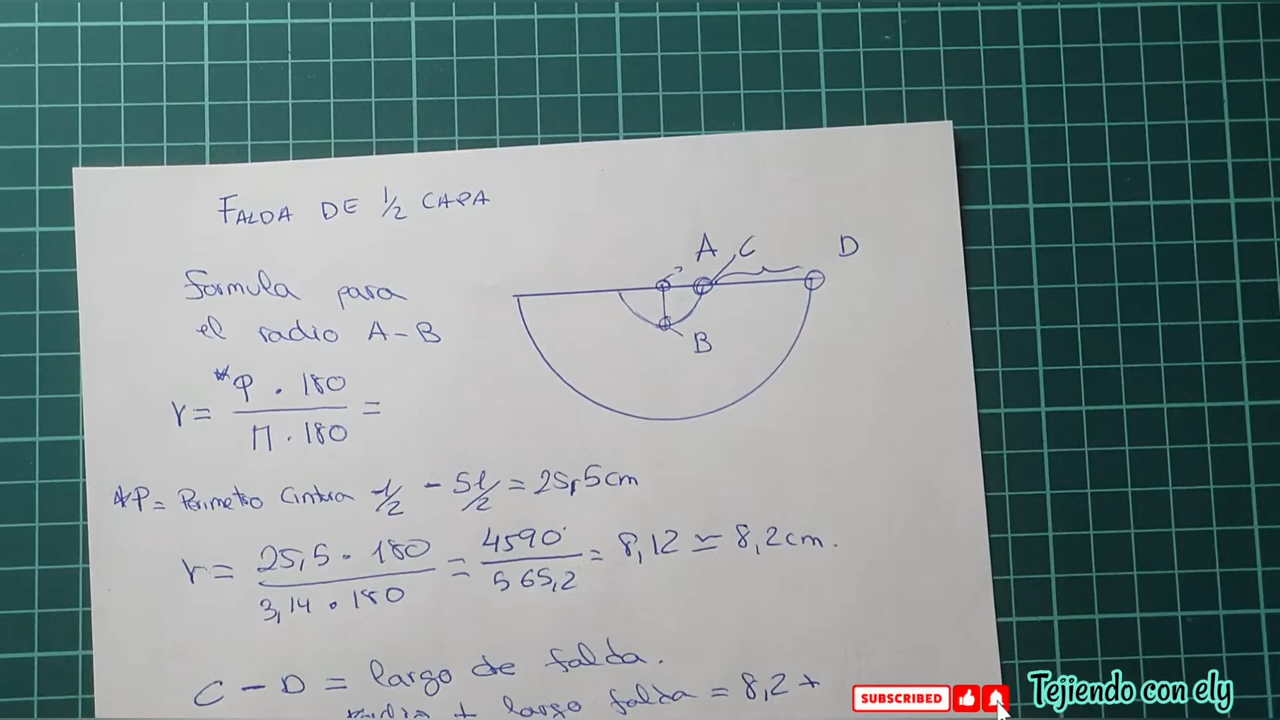 FALDA DE 1/2 CAPA
A C D
formula para
el radio A-B
B
r = *P . 180 / π . 180 =
*P = Perimetro Cintura 1/2 - 51/2 = 25,5cm
r = 25,5 . 180 / 3,14 . 180 = 4590 / 565,2 = 8,12 ≃ 8,2cm.
C - D = largo de falda.
radio + largo falda = 8,2 +
SUBSCRIBED
Tejiendo con ely